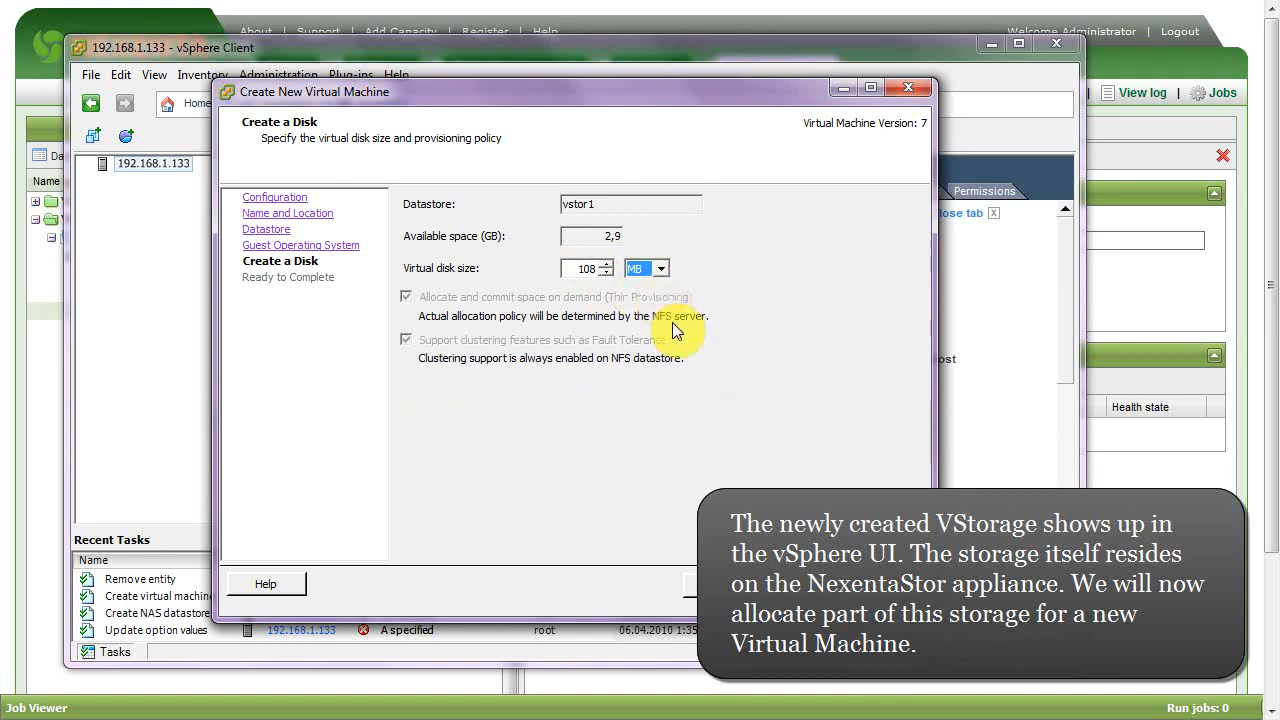 About Support Add Capacity Register Help Welcome Administrator Logout
192.168.1.133 - vSphere Client
File Edit View Inventory Administration Plug-ins Help
Home
View log Jobs
Create New Virtual Machine
Create a Disk
Specify the virtual disk size and provisioning policy
Virtual Machine Version: 7
192.168.1.133
Name
Permissions
Configuration
Name and Location
Datastore
Guest Operating System
Create a Disk
Ready to Complete
Datastore: vstor1
Available space (GB): 2,9
Virtual disk size: 108 MB
Allocate and commit space on demand (Thin Provisioning)
Actual allocation policy will be determined by the NFS server.
Support clustering features such as Fault Tolerance
Clustering support is always enabled on NFS datastore.
lose tab X
ost
Health state
Help
Recent Tasks
Name
Remove entity
Create virtual machine
Create NAS datastore
Update option values 192.168.1.133 A specified root 06.04.2010 1:35
Tasks
The newly created VStorage shows up in
the vSphere UI. The storage itself resides
on the NexentaStor appliance. We will now
allocate part of this storage for a new
Virtual Machine.
Job Viewer Run jobs: 0